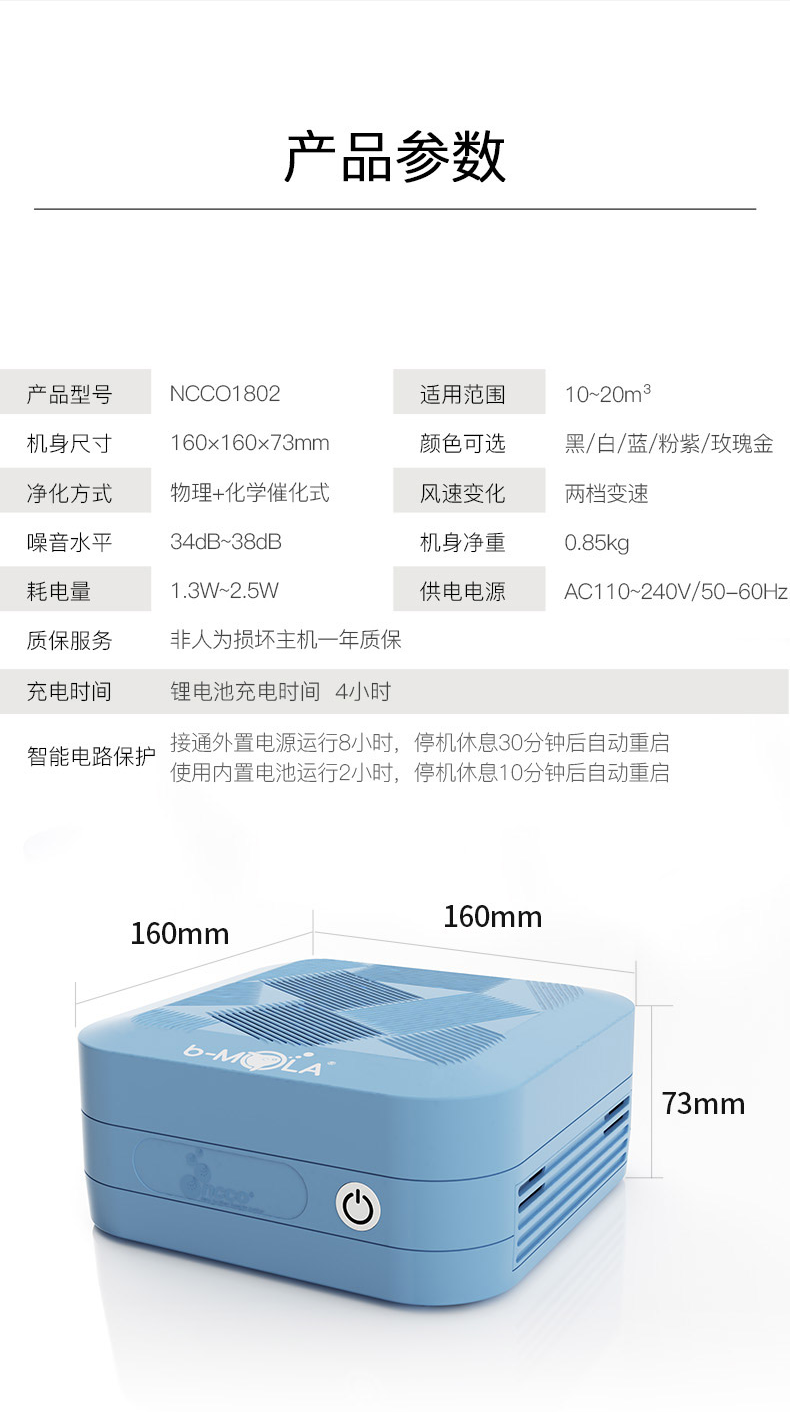 产品参数
产品型号 NCCO1802 适用范围 10~20m³
机身尺寸 160×160×73mm 颜色可选 黑/白/蓝/粉紫/玫瑰金
净化方式 物理+化学催化式 风速变化 两档变速
噪音水平 34dB~38dB 机身净重 0.85kg
耗电量 1.3W~2.5W 供电电源 AC110~240V/50-60Hz
质保服务 非人为损坏主机一年质保
充电时间 锂电池充电时间 4小时
智能电路保护 接通外置电源运行8小时，停机休息30分钟后自动重启
使用内置电池运行2小时，停机休息10分钟后自动重启
160mm
160mm
b-MOLA
73mm
ncco